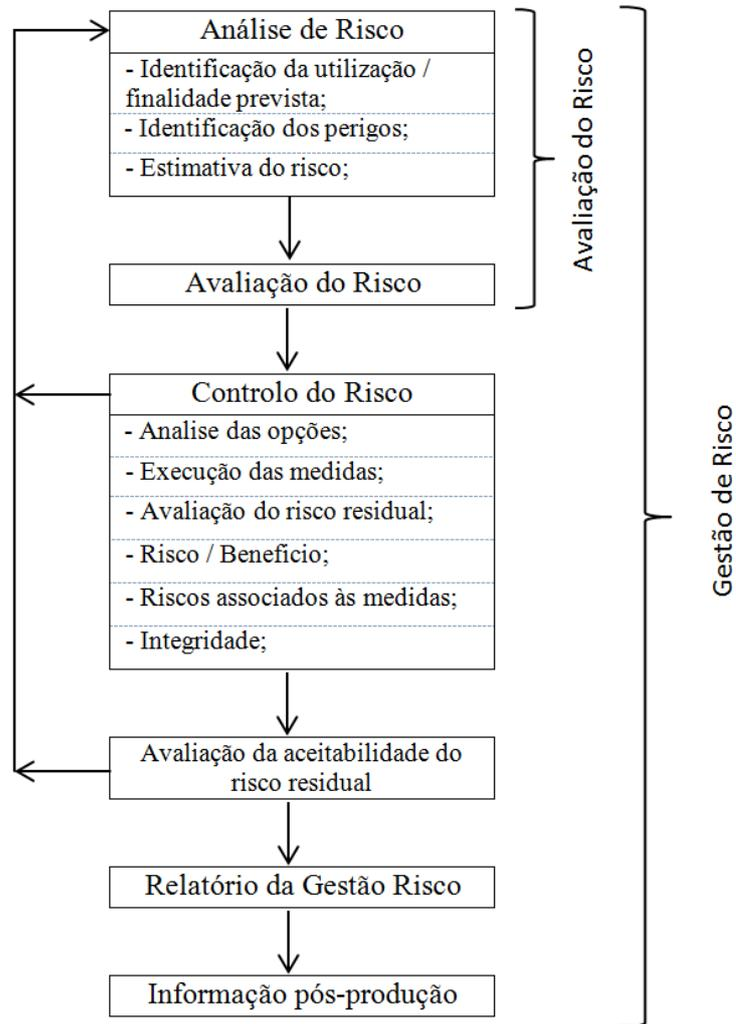 Análise de Risco
- Identificação da utilização /
finalidade prevista;
- Identificação dos perigos;
- Estimativa do risco;
Avaliação do Risco
Avaliação do Risco
Controlo do Risco
- Analise das opções;
- Execução das medidas;
- Avaliação do risco residual;
- Risco / Benefício;
- Riscos associados às medidas;
- Integridade;
Avaliação da aceitabilidade do
risco residual
Relatório da Gestão Risco
Informação pós-produção
Gestão de Risco